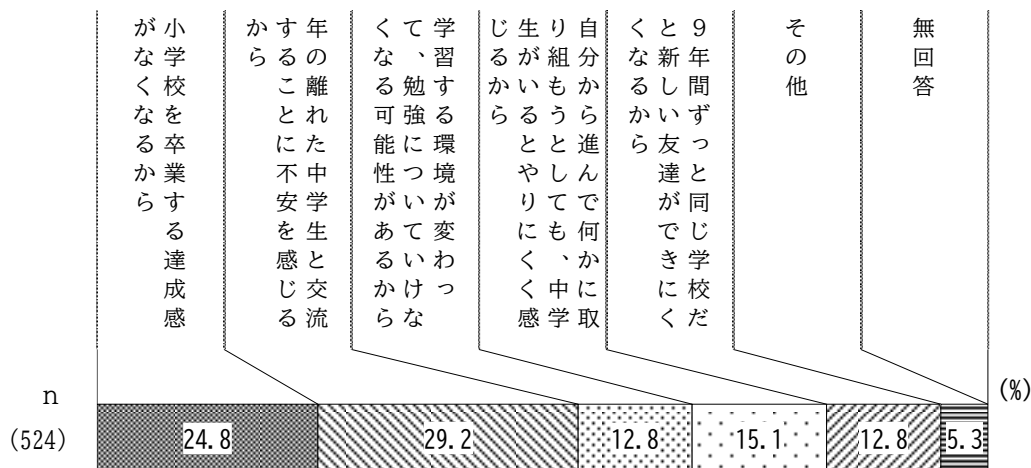 小学校を卒業する達成感
がなくなるから
年の離れた中学生と交流
することに不安を感じる
から
学習する環境が変わっ
て、勉強についていけな
くなる可能性があるから
自分から進んで何かに取
り組もうとしても、中学
生がいるとやりにくく感
じるから
９年間ずっと同じ学校だ
と新しい友達ができにく
くなるから
その他
無回答
(%)
n
(524)
24.8
29.2
12.8
15.1
12.8
5.3